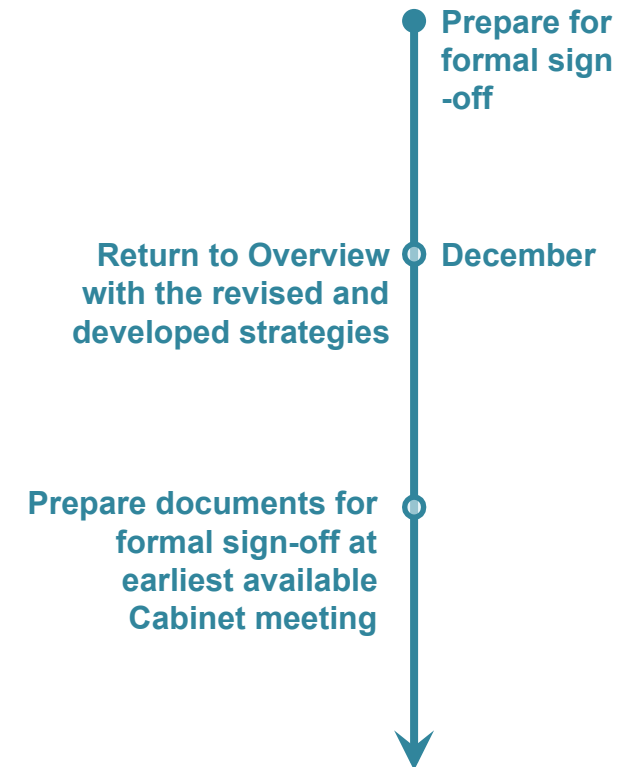 Prepare for
formal sign
-off
Return to Overview
with the revised and
developed strategies
December
Prepare documents for
formal sign-off at
earliest available
Cabinet meeting